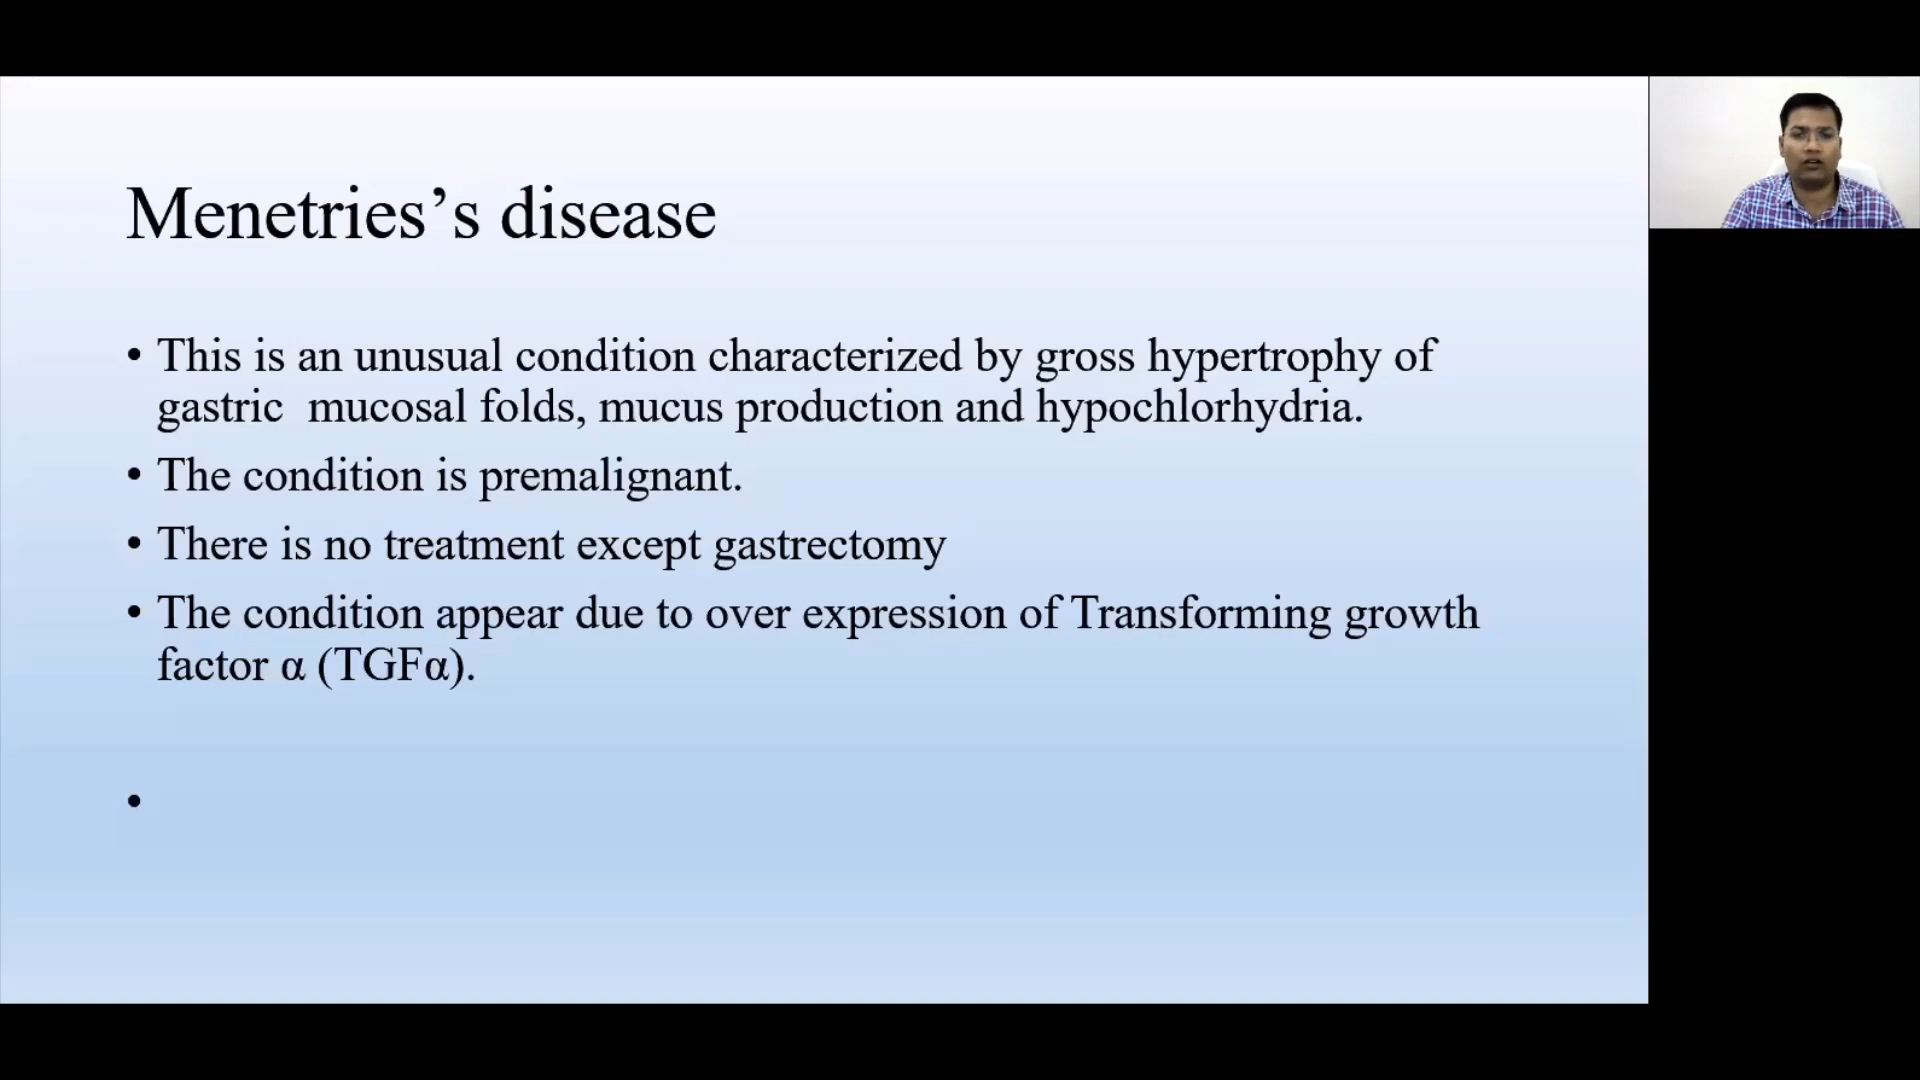 Menetries’s disease
• This is an unusual condition characterized by gross hypertrophy of
gastric  mucosal folds, mucus production and hypochlorhydria.
• The condition is premalignant.
• There is no treatment except gastrectomy
• The condition appear due to over expression of Transforming growth
factor α (TGFα).
•